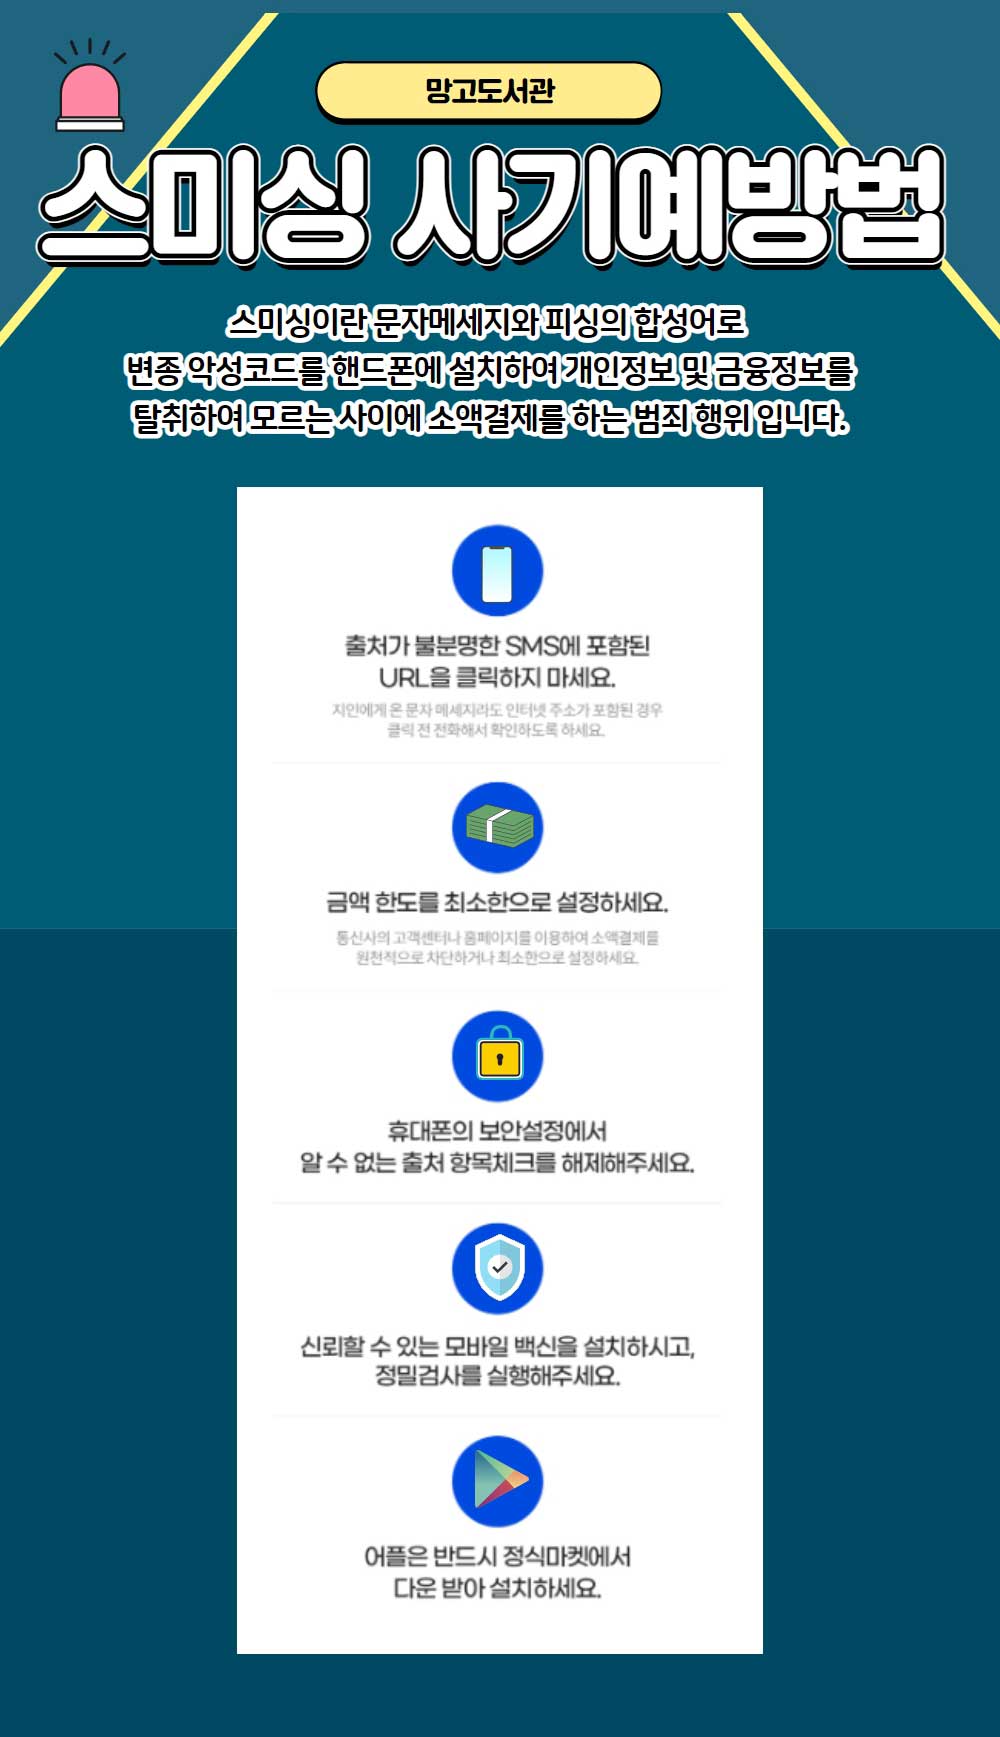 망고도서관
스미싱 사기예방법
스미싱이란 문자메세지와 피싱의 합성어로
변종 악성코드를 핸드폰에 설치하여 개인정보 및 금융정보를
탈취하여 모르는 사이에 소액결제를 하는 범죄 행위 입니다.
출처가 불분명한 SMS에 포함된
URL을 클릭하지 마세요.
지인에게 온 문자 메세지라도 인터넷 주소가 포함된 경우
클릭 전 전화해서 확인하도록 하세요.
금액 한도를 최소한으로 설정하세요.
통신사의 고객센터나 홈페이지를 이용하여 소액결제를
원천적으로 차단하거나 최소한으로 설정하세요.
휴대폰의 보안설정에서
알 수 없는 출처 항목체크를 해제해주세요.
신뢰할 수 있는 모바일 백신을 설치하시고,
정밀검사를 실행해주세요.
어플은 반드시 정식마켓에서
다운 받아 설치하세요.